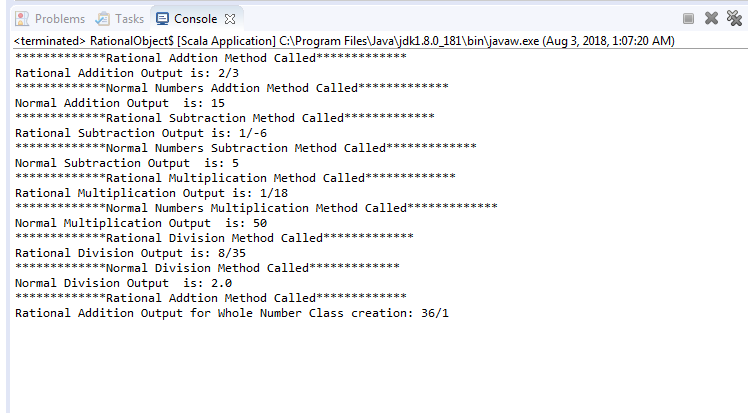 Problems Tasks Console
<terminated> RationalObject$ [Scala Application] C:\Program Files\Java\jdk1.8.0_181\bin\javaw.exe (Aug 3, 2018, 1:07:20 AM)
*************Rational Addtion Method Called*************
Rational Addition Output is: 2/3
*************Normal Numbers Addtion Method Called*************
Normal Addition Output  is: 15
*************Rational Subtraction Method Called*************
Rational Subtraction Output is: 1/-6
*************Normal Numbers Subtraction Method Called*************
Normal Subtraction Output  is: 5
*************Rational Multiplication Method Called*************
Rational Multiplication Output is: 1/18
*************Normal Numbers Multiplication Method Called*************
Normal Multiplication Output  is: 50
*************Rational Division Method Called*************
Rational Division Output is: 8/35
*************Normal Division Method Called*************
Normal Division Output  is: 2.0
*************Rational Addtion Method Called*************
Rational Addition Output for Whole Number Class creation: 36/1